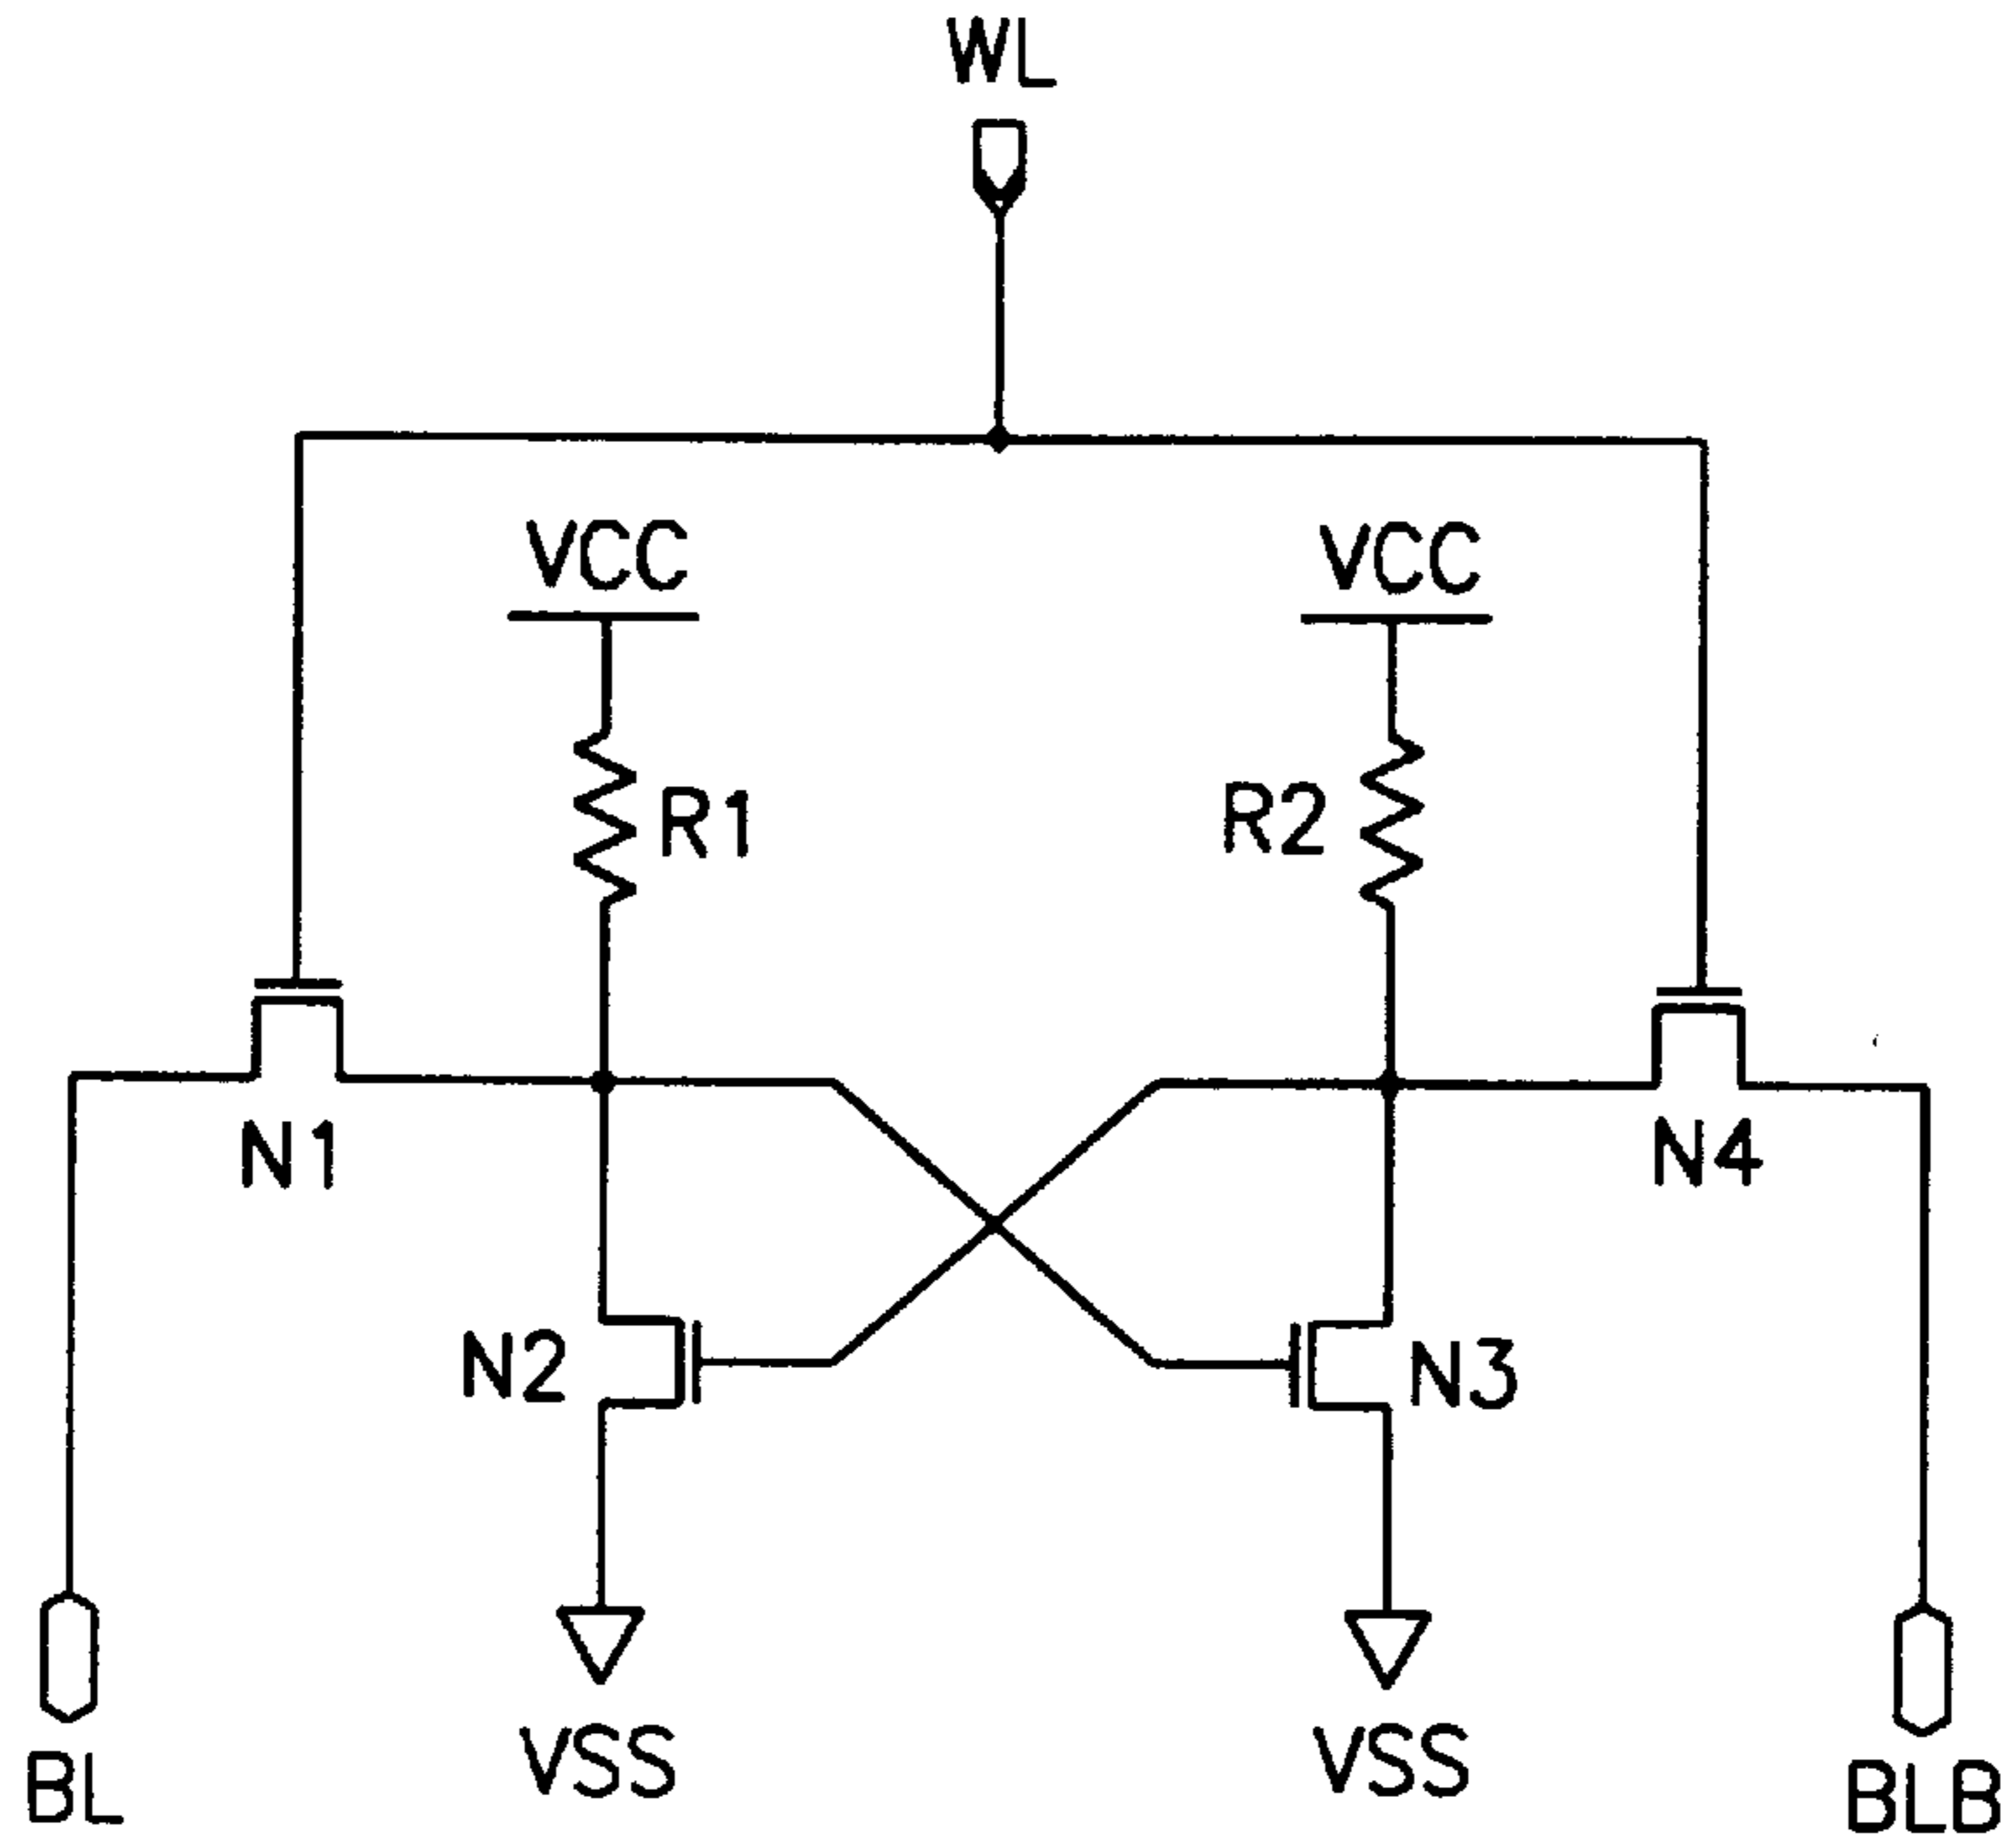 WL
VCC VCC
R1 R2
N1 N4
N2 N3
BL VSS VSS BLB